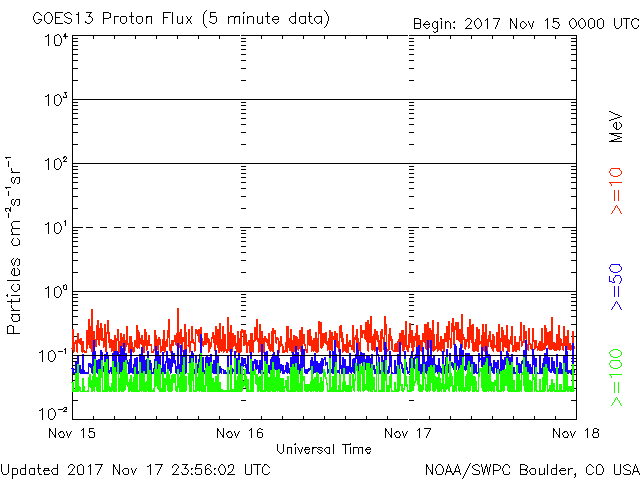 GOES13 Proton Flux (5 minute data)
Begin: 2017 Nov 15 0000 UTC
10⁴
10³
10²
10¹
10⁰
10⁻¹
10⁻²
Particles cm⁻²s⁻¹sr⁻¹
MeV
>=10
>=50
>=100
Nov 15
Nov 16
Nov 17
Nov 18
Universal Time
Updated 2017 Nov 17 23:56:02 UTC
NOAA/SWPC Boulder, CO USA